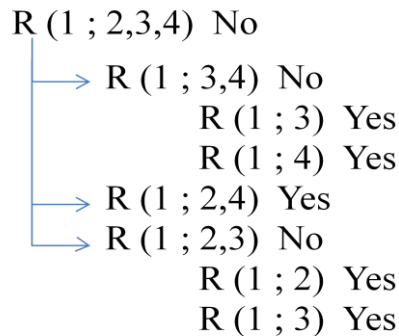 R (1 ; 2,3,4) No
R (1 ; 3,4) No
R (1 ; 3) Yes
R (1 ; 4) Yes
R (1 ; 2,4) Yes
R (1 ; 2,3) No
R (1 ; 2) Yes
R (1 ; 3) Yes